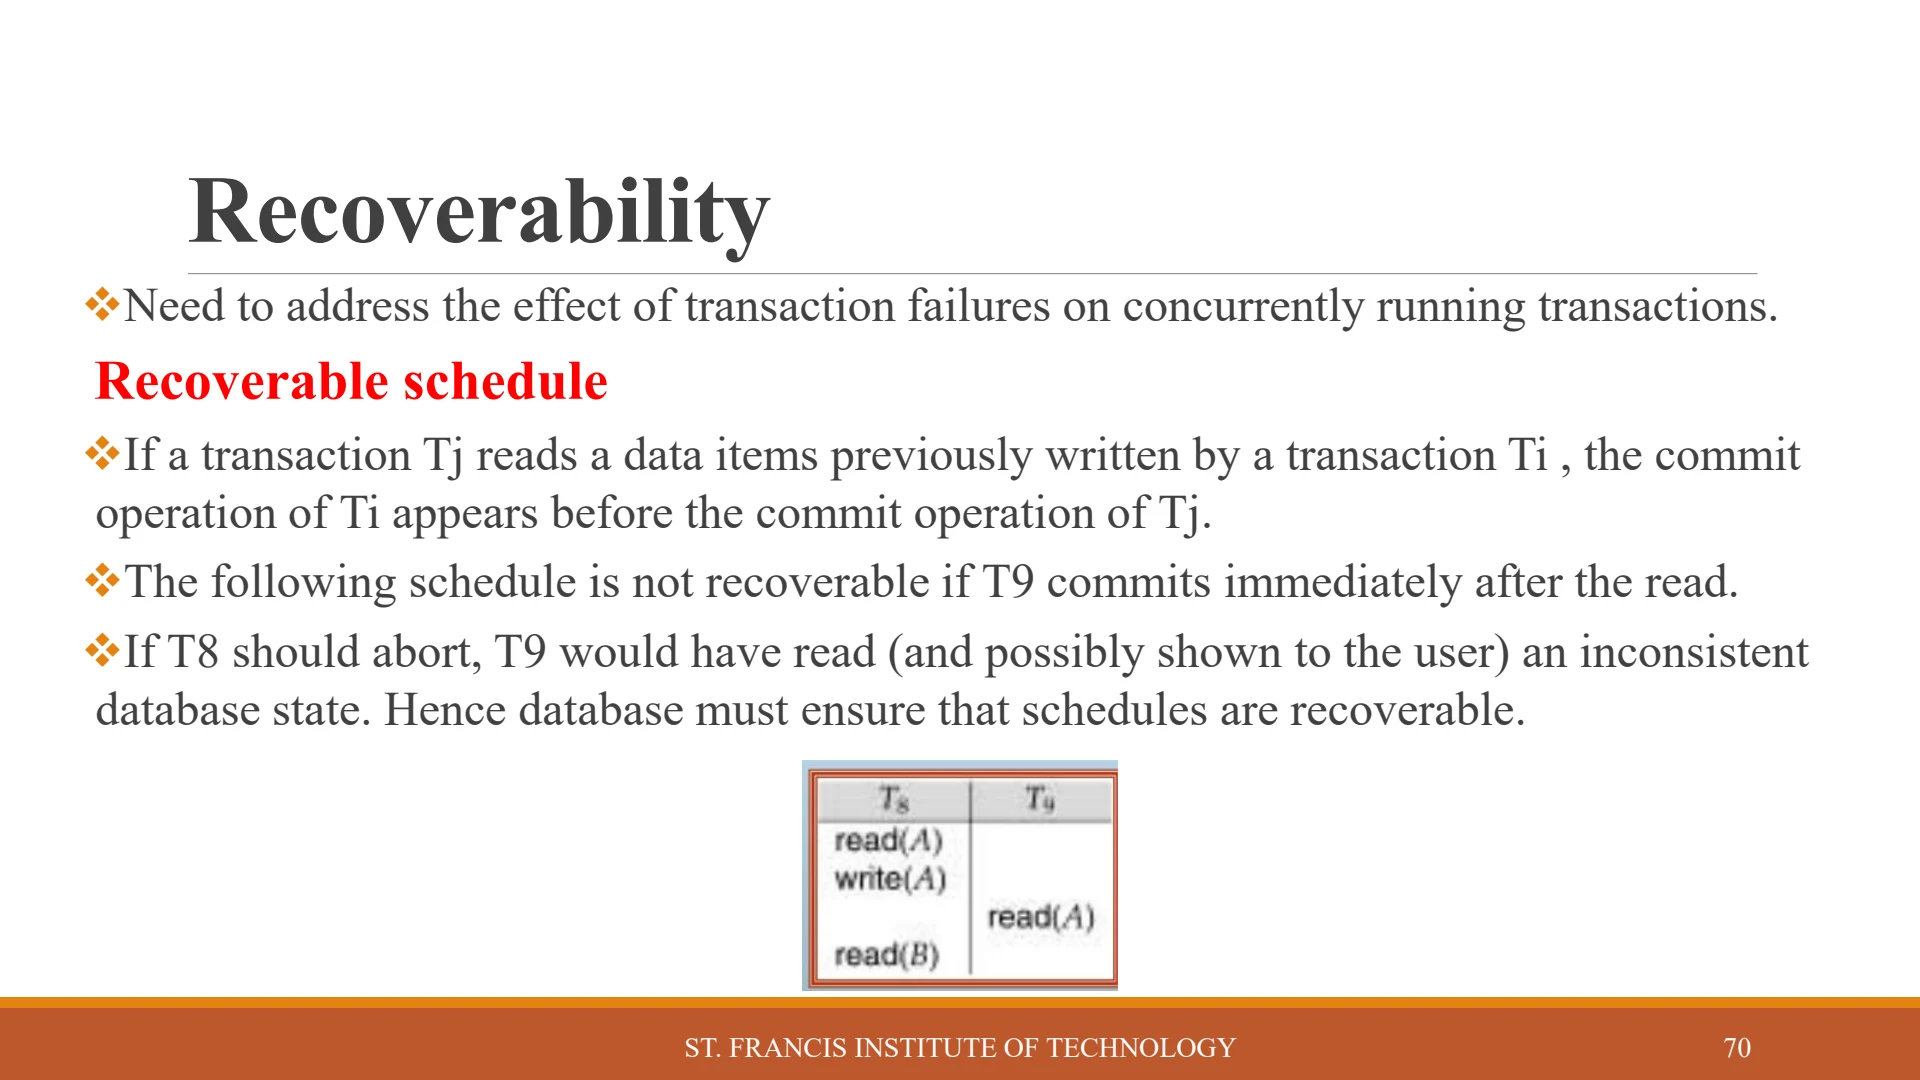 Recoverability
❖Need to address the effect of transaction failures on concurrently running transactions.
Recoverable schedule
❖If a transaction Tj reads a data items previously written by a transaction Ti , the commit
operation of Ti appears before the commit operation of Tj.
❖The following schedule is not recoverable if T9 commits immediately after the read.
❖If T8 should abort, T9 would have read (and possibly shown to the user) an inconsistent
database state. Hence database must ensure that schedules are recoverable.
T8 T9
read(A)
write(A)
read(A)
read(B)
ST. FRANCIS INSTITUTE OF TECHNOLOGY 70